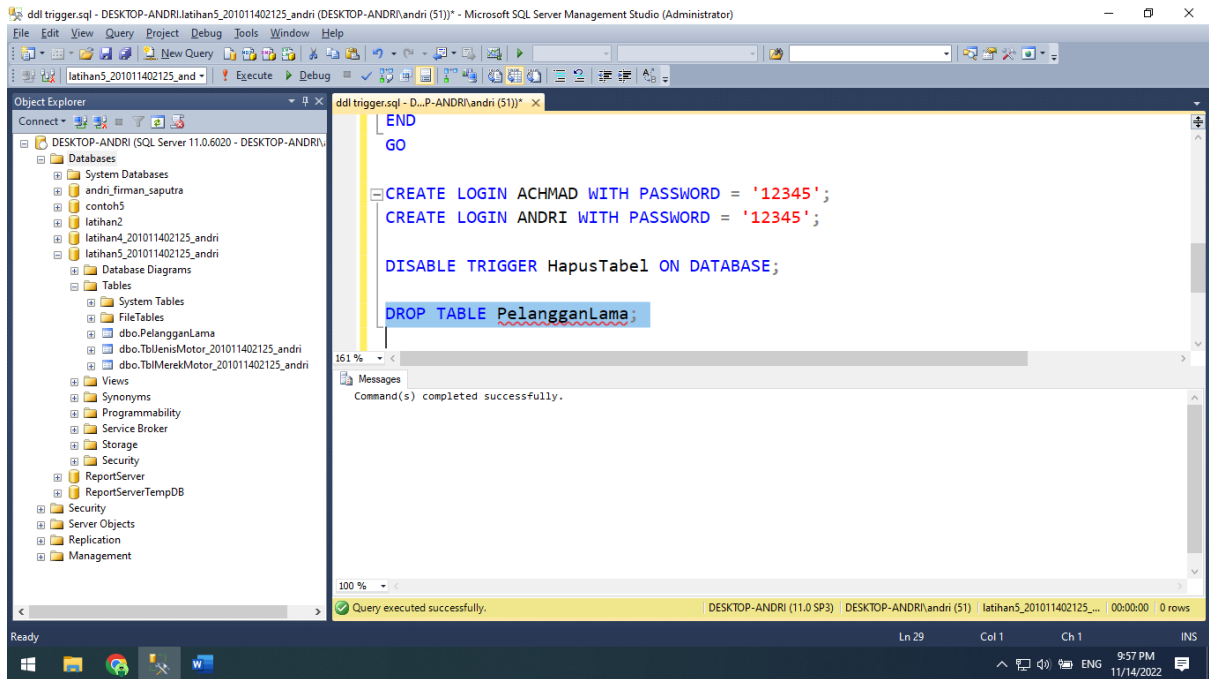 ddl trigger.sql - DESKTOP-ANDRI.latihan5_201011402125_andri (DESKTOP-ANDRI\andri (51))* - Microsoft SQL Server Management Studio (Administrator)
File Edit View Query Project Debug Tools Window Help
New Query
latihan5_201011402125_and
Execute Debug
Object Explorer
Connect
DESKTOP-ANDRI (SQL Server 11.0.6020 - DESKTOP-ANDRI\
Databases
System Databases
andri_firman_saputra
contoh5
latihan2
latihan4_201011402125_andri
latihan5_201011402125_andri
Database Diagrams
Tables
System Tables
FileTables
dbo.PelangganLama
dbo.TblJenisMotor_201011402125_andri
dbo.TblMerekMotor_201011402125_andri
Views
Synonyms
Programmability
Service Broker
Storage
Security
ReportServer
ReportServerTempDB
Security
Server Objects
Replication
Management
ddl trigger.sql - D...P-ANDRI\andri (51))*
END
GO
CREATE LOGIN ACHMAD WITH PASSWORD = '12345';
CREATE LOGIN ANDRI WITH PASSWORD = '12345';
DISABLE TRIGGER HapusTabel ON DATABASE;
DROP TABLE PelangganLama;
161 %
Messages
Command(s) completed successfully.
100 %
Query executed successfully.
DESKTOP-ANDRI (11.0 SP3) DESKTOP-ANDRI\andri (51) latihan5_201011402125_... 00:00:00 0 rows
Ready
Ln 29 Col 1 Ch 1 INS
ENG
9:57 PM
11/14/2022